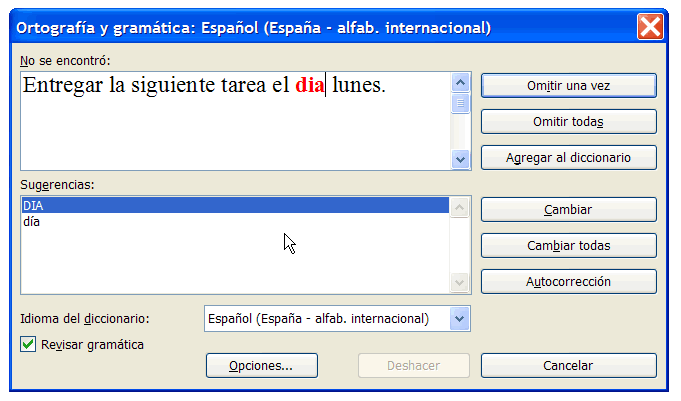 Ortografía y gramática: Español (España - alfab. internacional)
No se encontró:
Entregar la siguiente tarea el dia lunes.
Omitir una vez
Omitir todas
Agregar al diccionario
Sugerencias:
DIA
día
Cambiar
Cambiar todas
Autocorrección
Idioma del diccionario:
Español (España - alfab. internacional)
Revisar gramática
Opciones...
Deshacer
Cancelar